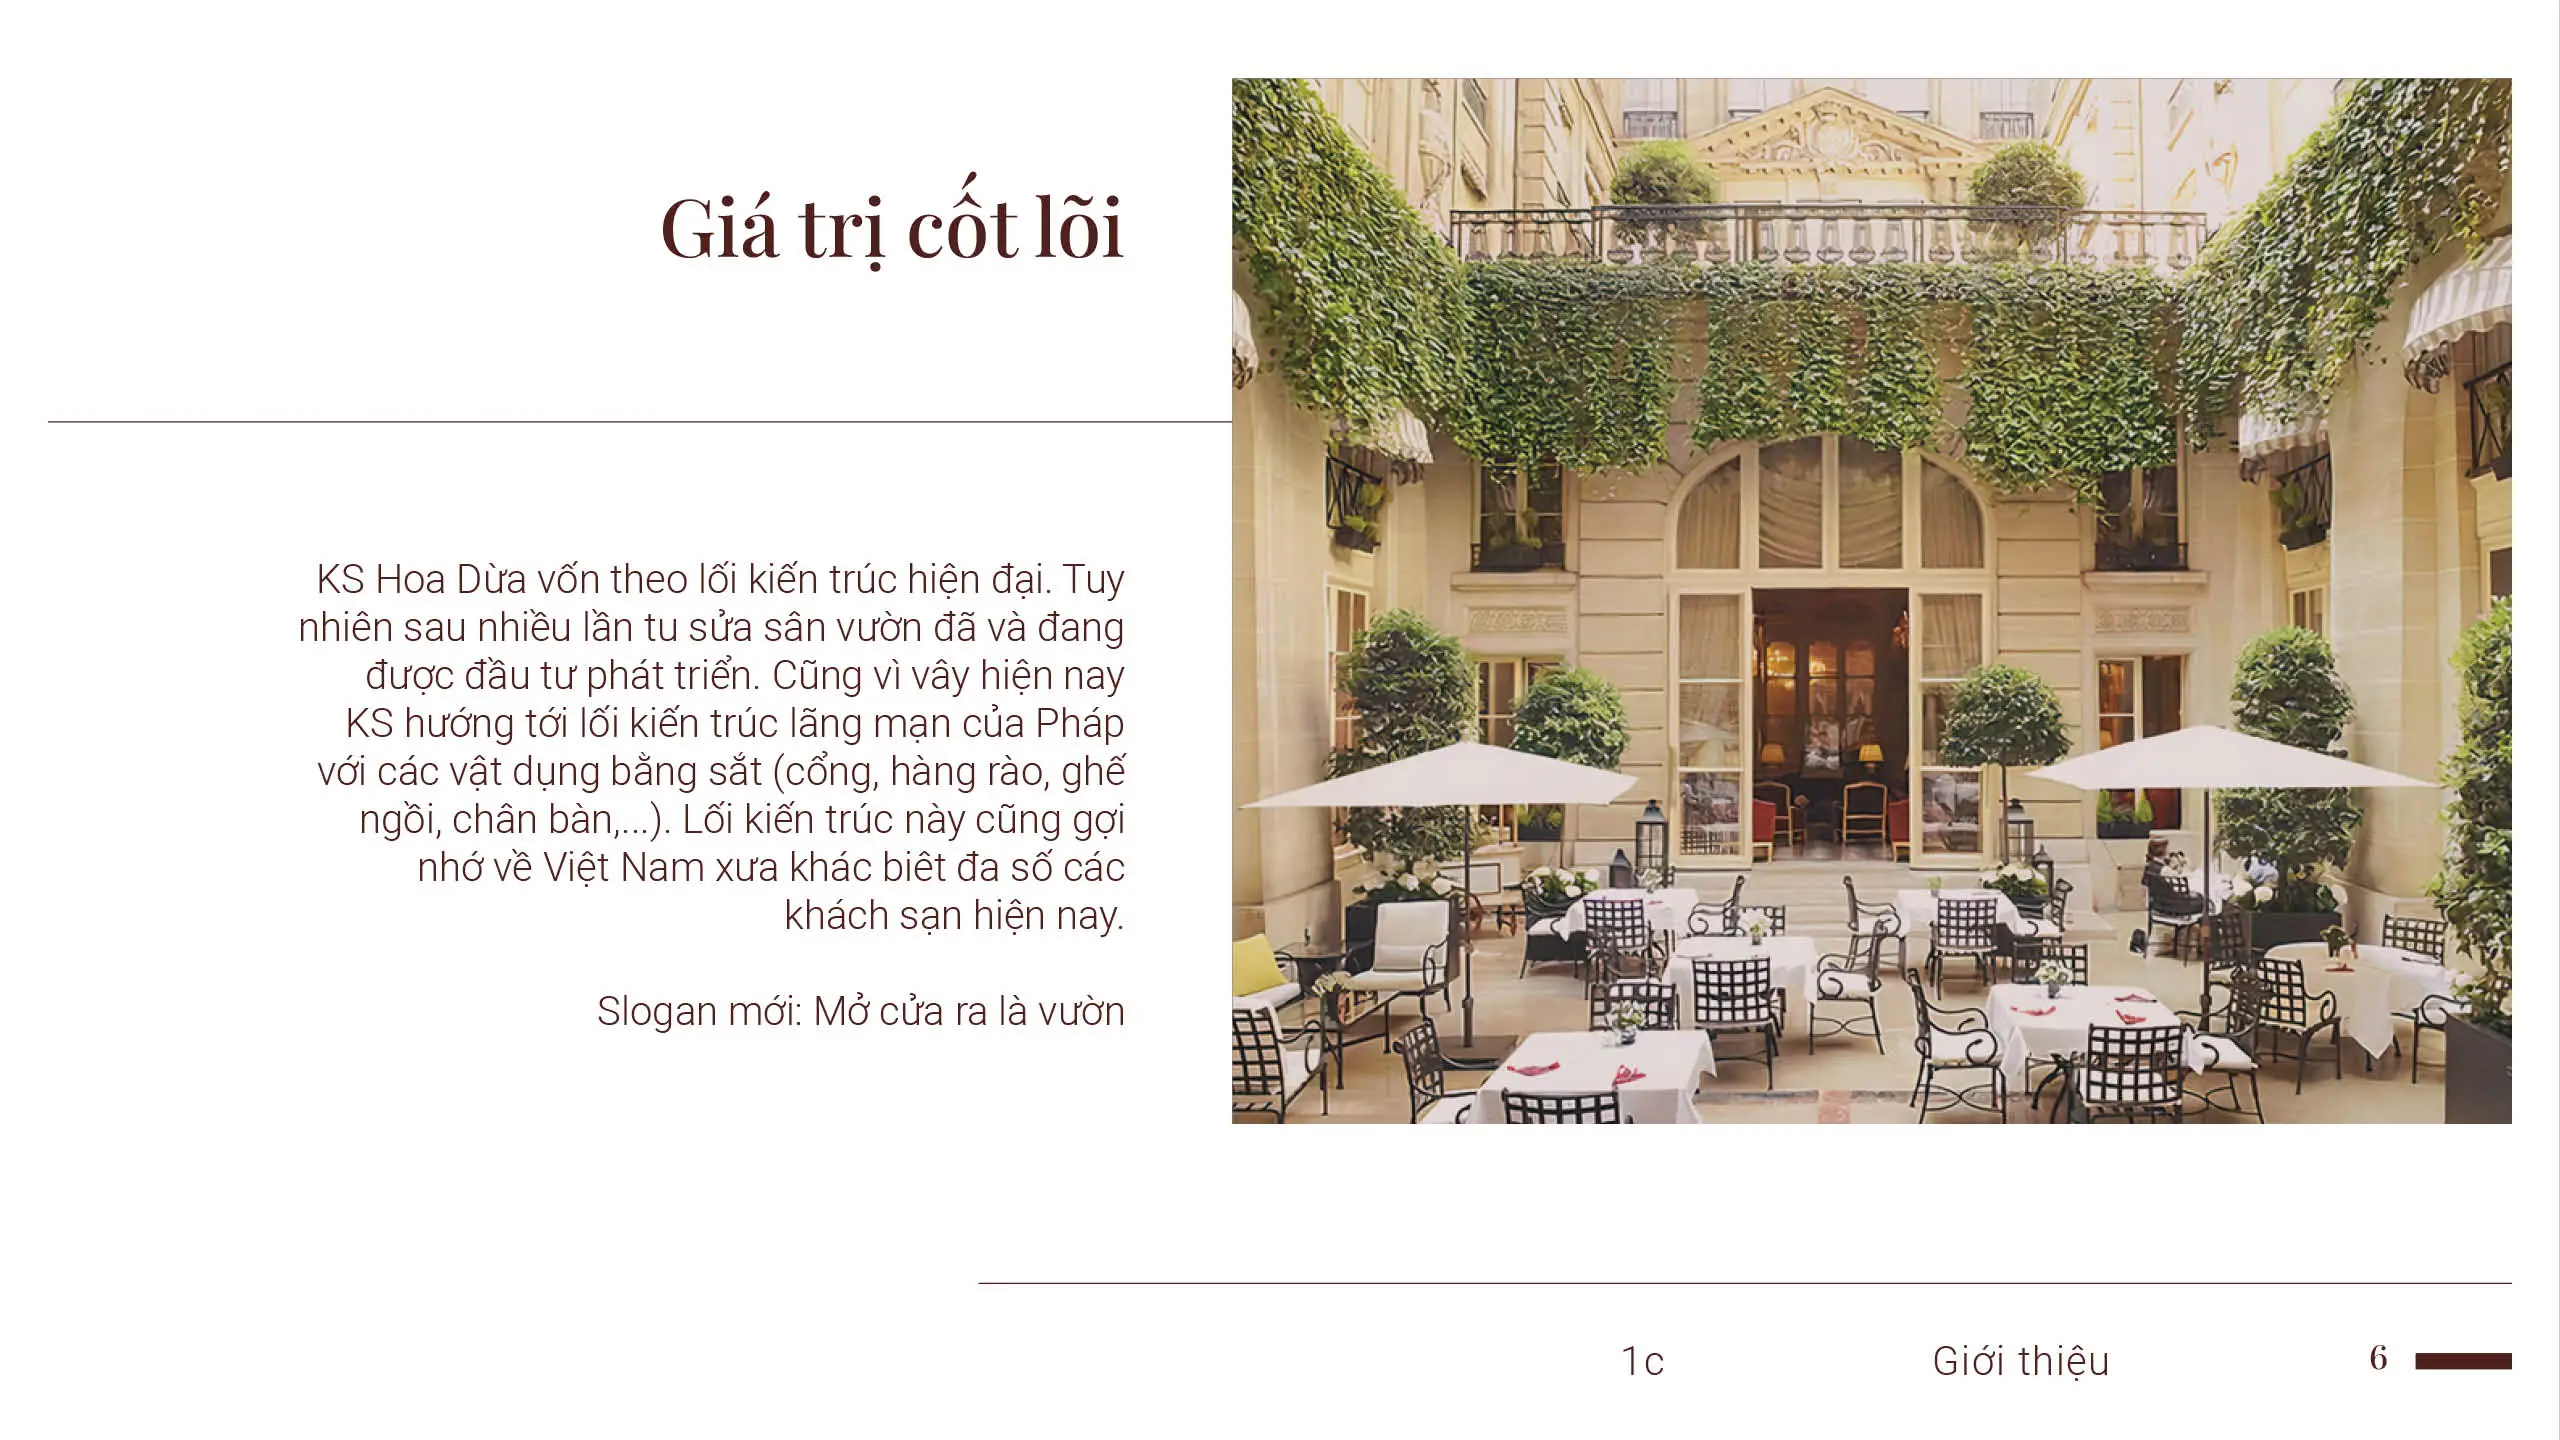 Giá trị cốt lõi
KS Hoa Dừa vốn theo lối kiến trúc hiện đại. Tuy
nhiên sau nhiều lần tu sửa sân vườn đã và đang
được đầu tư phát triển. Cũng vì vây hiện nay
KS hướng tới lối kiến trúc lãng mạn của Pháp
với các vật dụng bằng sắt (cổng, hàng rào, ghế
ngồi, chân bàn,...). Lối kiến trúc này cũng gợi
nhớ về Việt Nam xưa khác biêt đa số các
khách sạn hiện nay.
Slogan mới: Mở cửa ra là vườn
1c
Giới thiệu
6